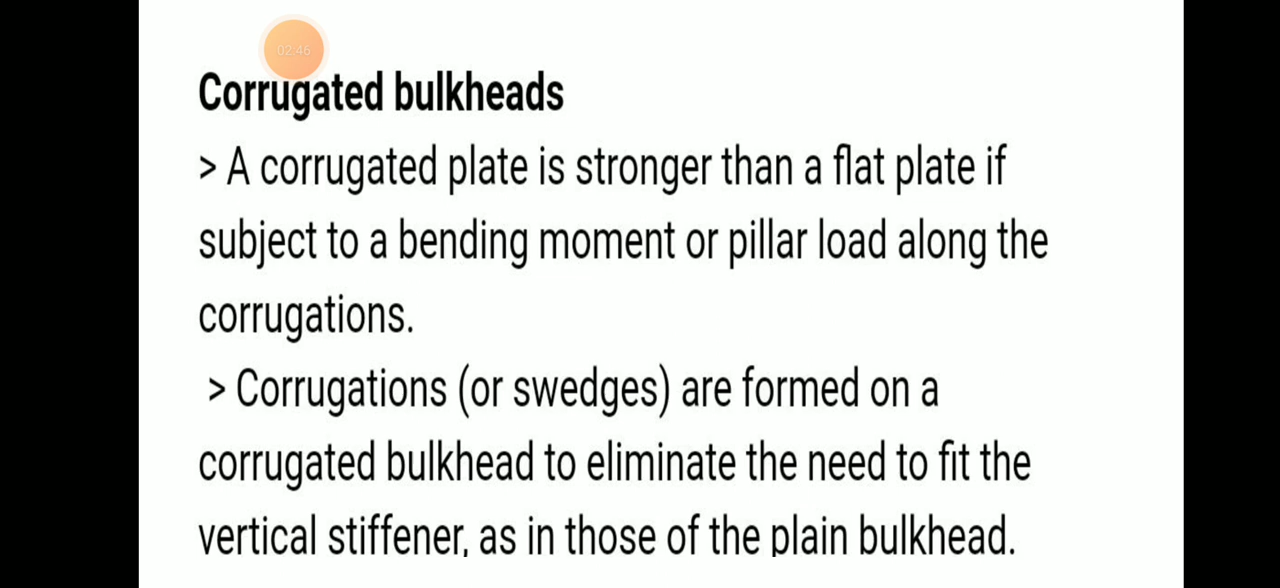 02:46
Corrugated bulkheads
> A corrugated plate is stronger than a flat plate if
subject to a bending moment or pillar load along the
corrugations.
> Corrugations (or swedges) are formed on a
corrugated bulkhead to eliminate the need to fit the
vertical stiffener, as in those of the plain bulkhead.